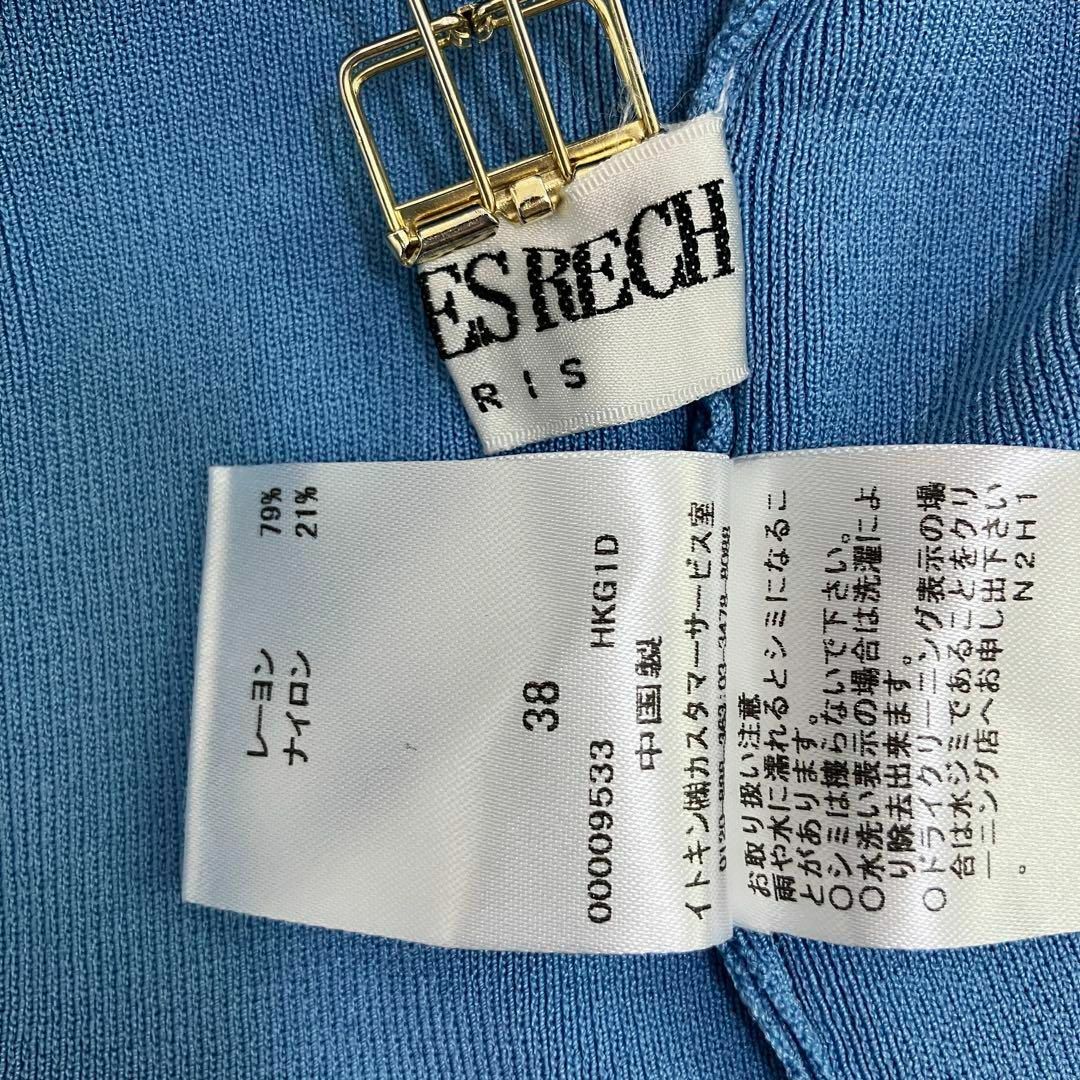 ES RECH
RIS
レーヨン 79%
ナイロン 21%
38
00009533 HKG1D
中国製
イトキン(株)カスタマーサービス室
お取り扱い注意
雨や水に濡れるとシミになるこ
とがあります。
○シミは擦らないで下さい。
○水洗い表示の場合は洗濯によ
り除去出来ます。
○ドライクリーニング表示の場
合は水ジミであることをクリ
ーニング店へお申し出下さい
。 N2H1